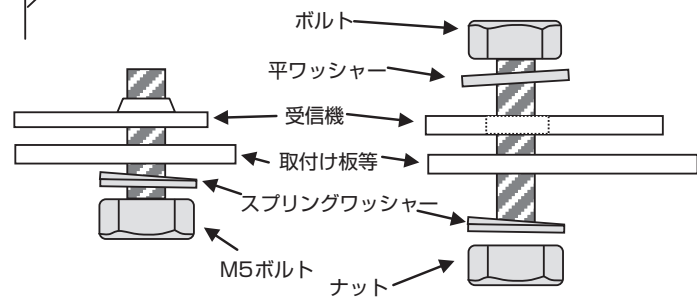 ボルト
平ワッシャー
受信機
取付け板等
スプリングワッシャー
M5ボルト
ナット